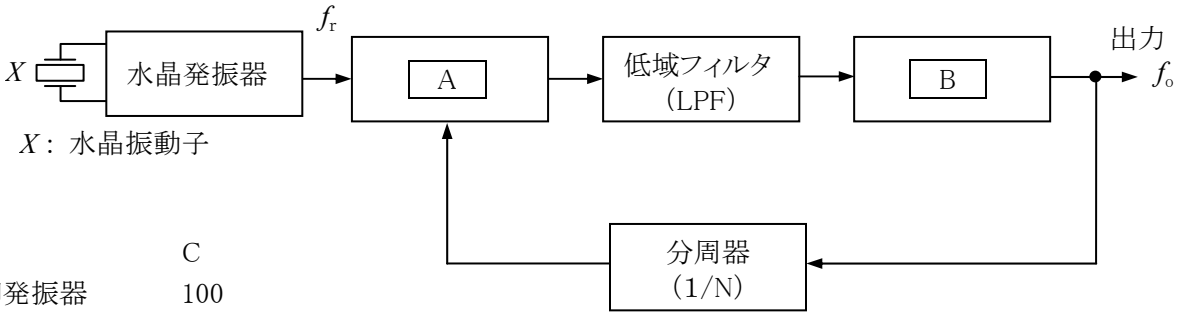 f_r
出力
X
水晶発振器
A
低域フィルタ
(LPF)
B
f_o
X : 水晶振動子
分周器
(1/N)
C
発振器 100